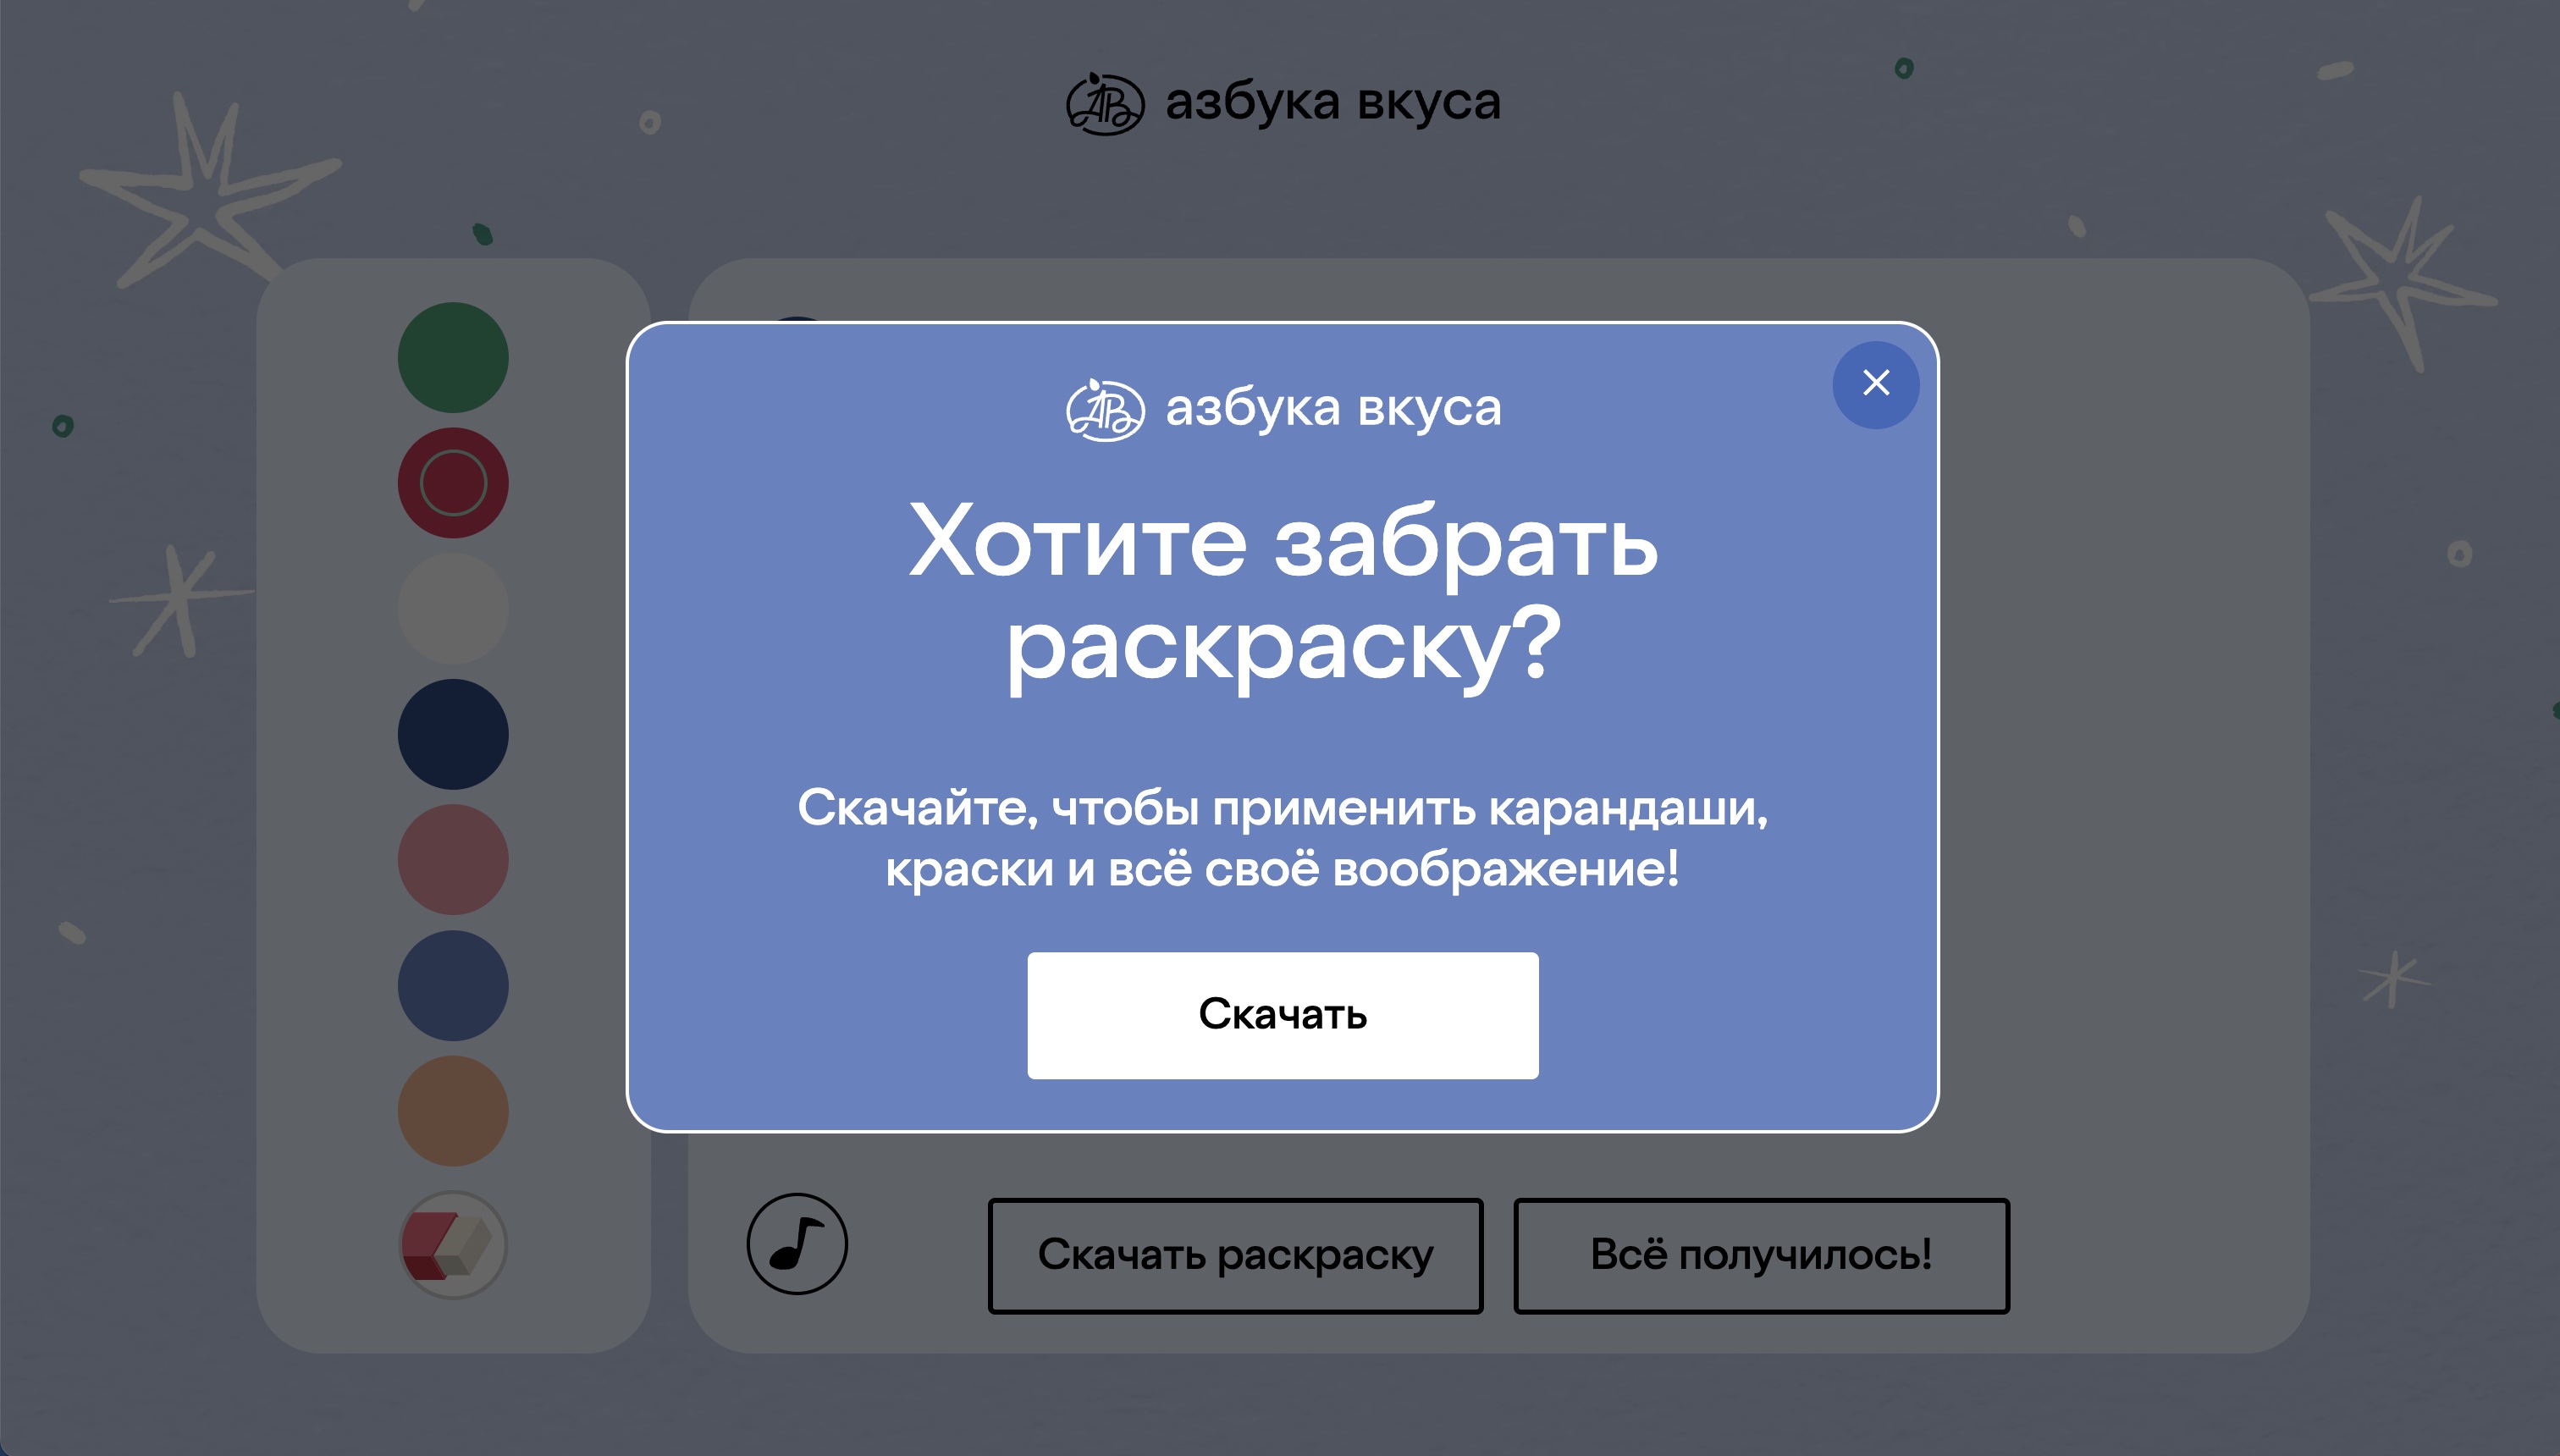 азбука вкуса
азбука вкуса
Хотите забрать
раскраску?
Скачайте, чтобы применить карандаши,
краски и всё своё воображение!
Скачать
Скачать раскраску
Всё получилось!